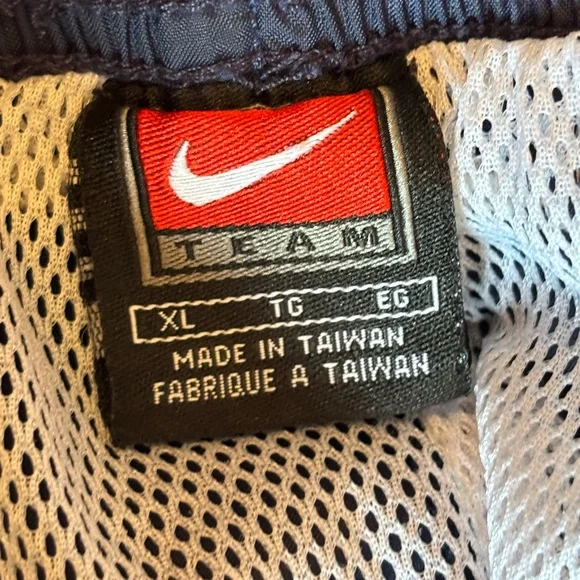 TEAM
XL TG EG
MADE IN TAIWAN
FABRIQUE A TAIWAN